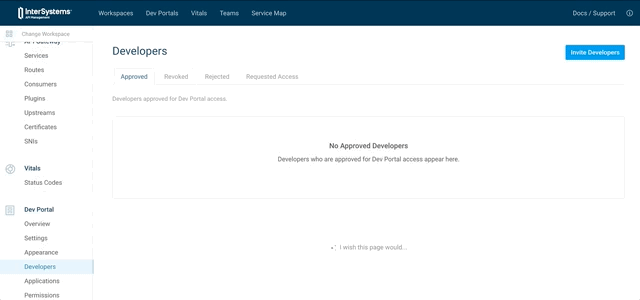 InterSystems
API Management
Workspaces
Dev Portals
Vitals
Teams
Service Map
Docs / Support
Change Workspace
API Gateway
Services
Routes
Consumers
Plugins
Upstreams
Certificates
SNIs
Vitals
Status Codes
Dev Portal
Overview
Settings
Appearance
Developers
Applications
Permissions
Developers
Invite Developers
Approved
Revoked
Rejected
Requested Access
Developers approved for Dev Portal access.
No Approved Developers
Developers who are approved for Dev Portal access appear here.
I wish this page would...